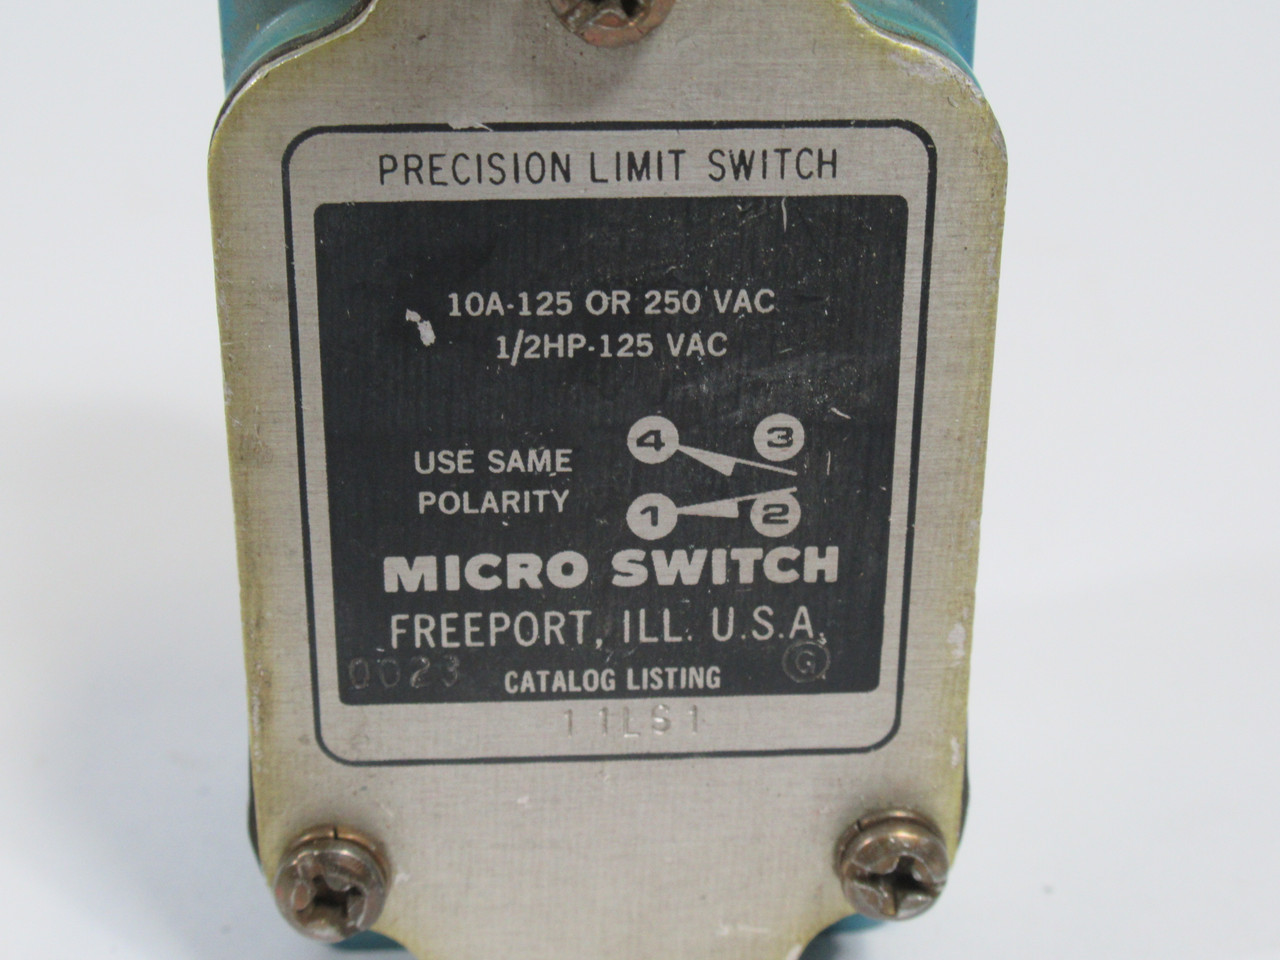 PRECISION LIMIT SWITCH
10A-125 OR 250 VAC
1/2HP-125 VAC
4 3
USE SAME
POLARITY
1 2
MICRO SWITCH
FREEPORT, ILL. U.S.A.
0023 CATALOG LISTING G
11LS1